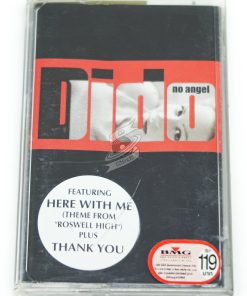 Dido
no angel
FEATURING
HERE WITH ME
(THEME FROM
"ROSWELL HIGH")
PLUS
THANK YOU
BMG
119